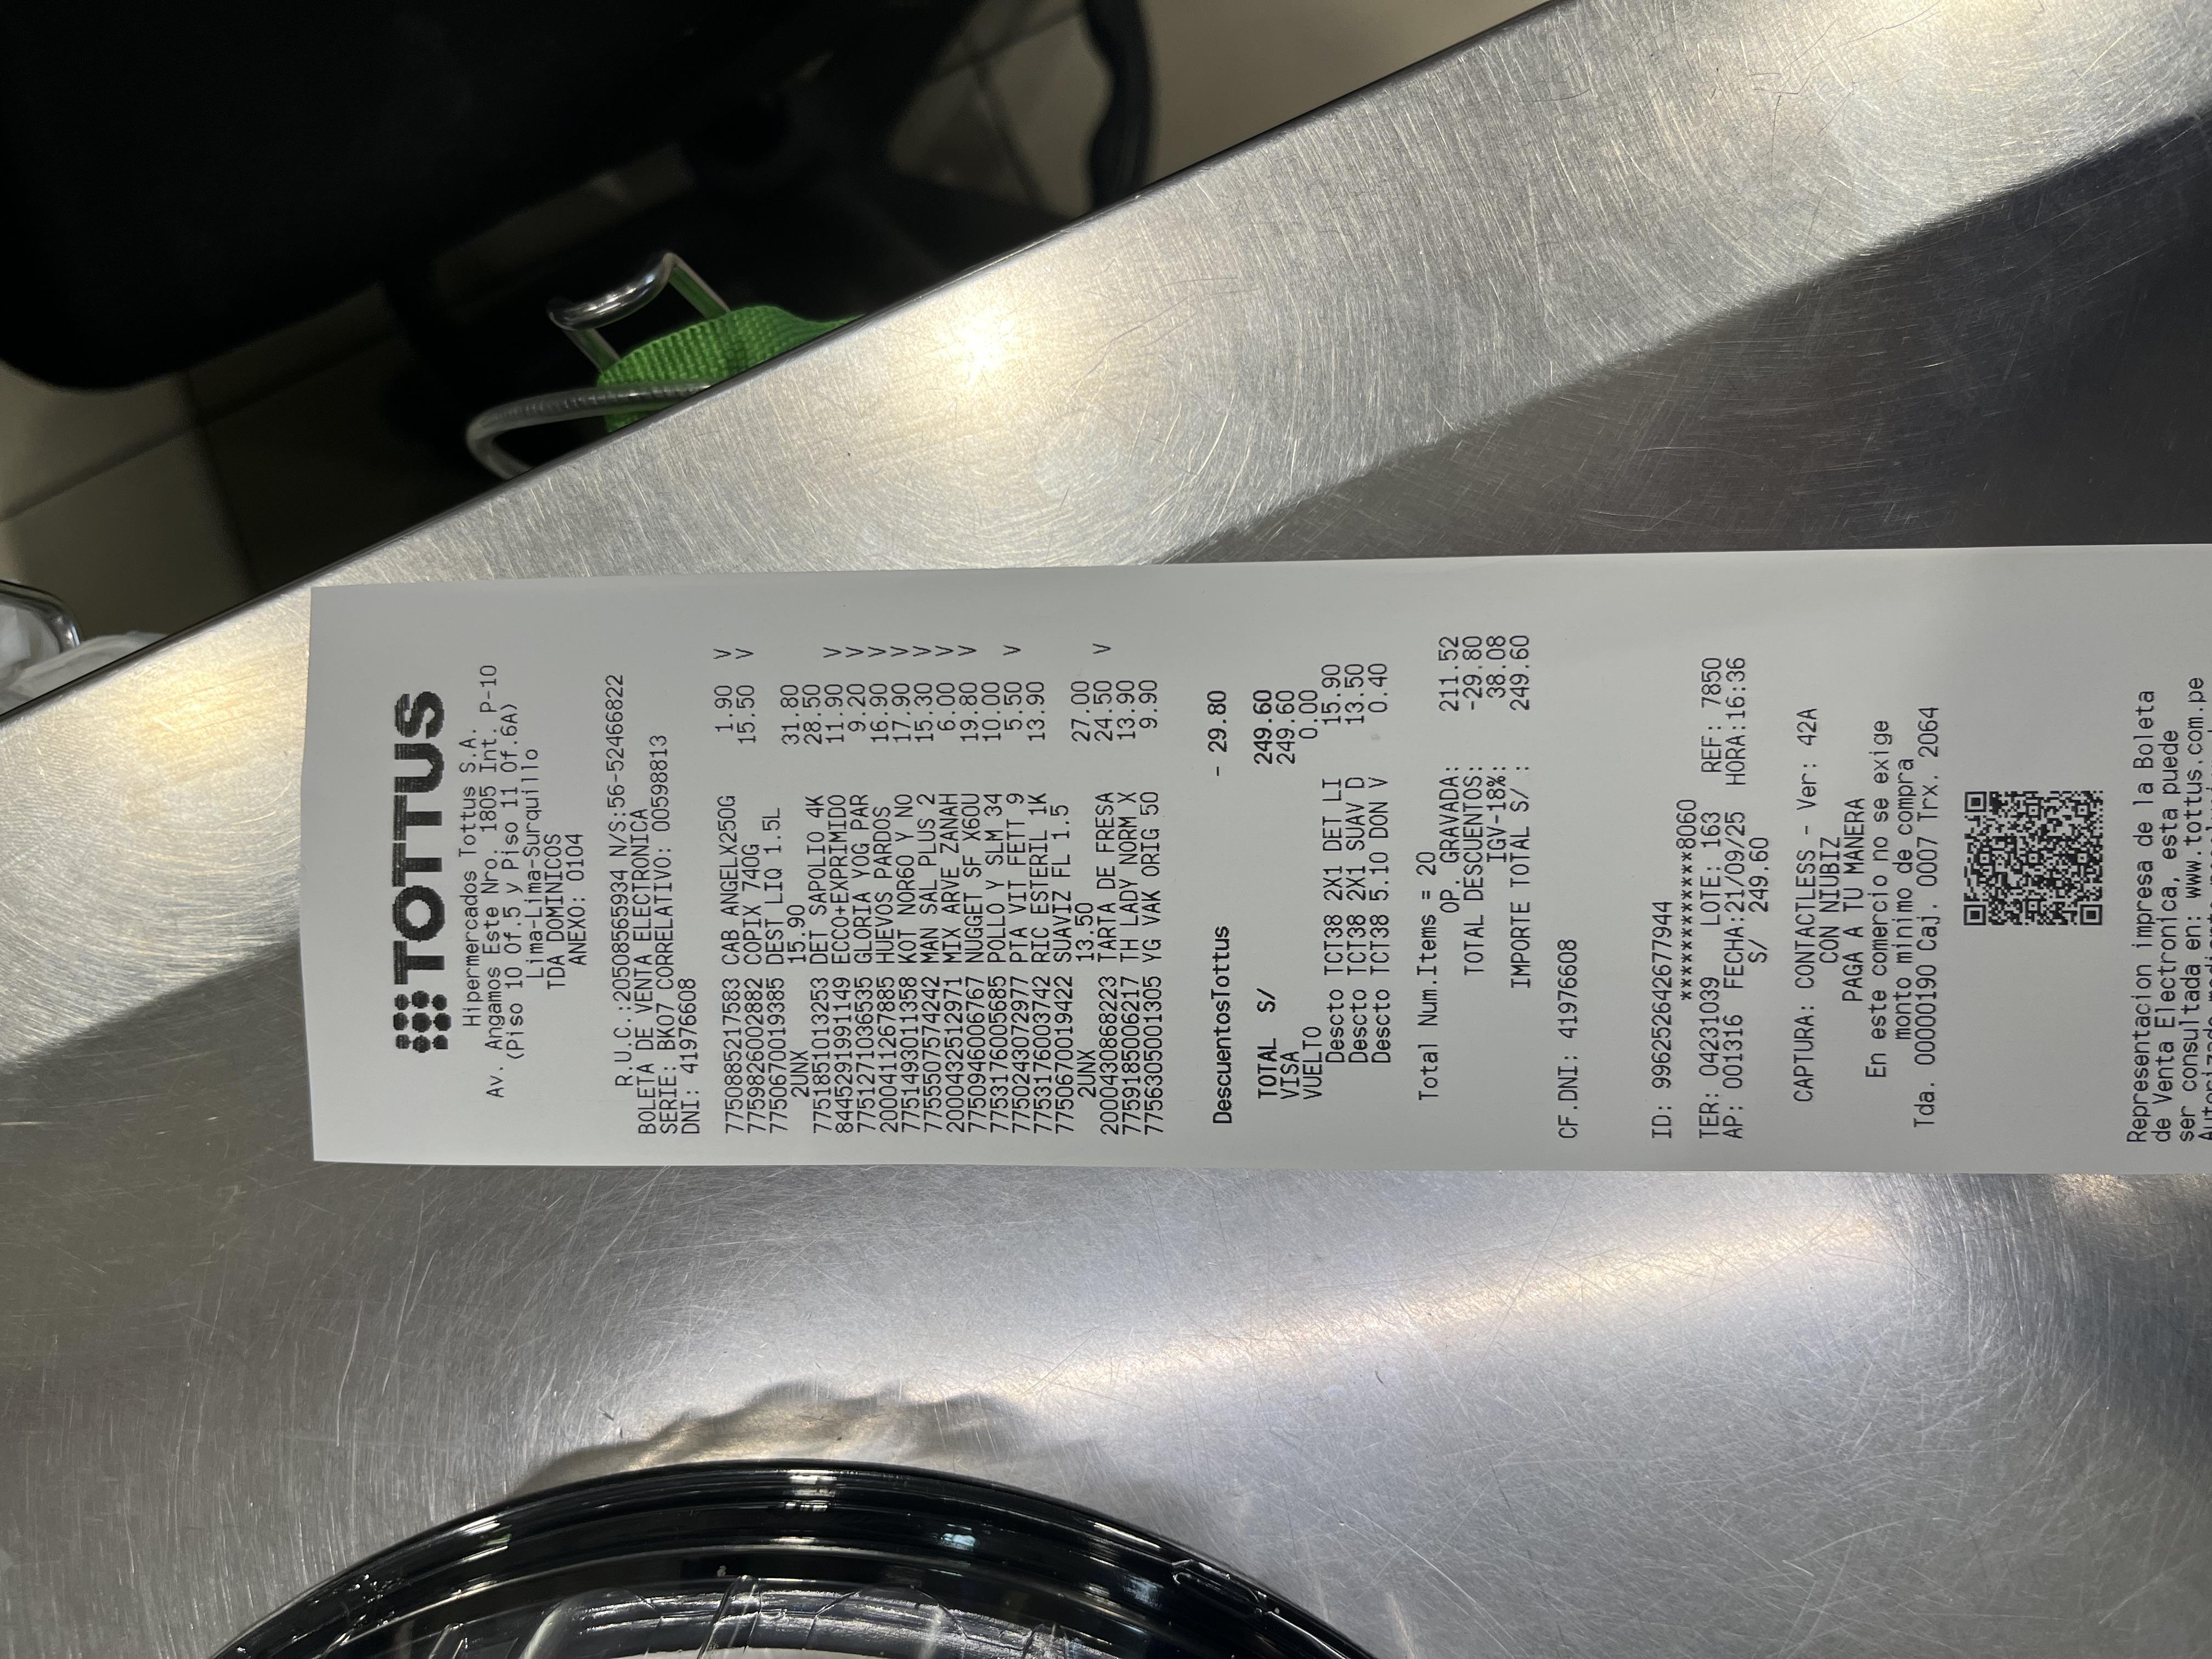 TOTTUS
Hipermercados Tottus S.A.
Av. Angamos Este Nro. 1805 Int. P-10
(Piso 10 Of.5 y Piso 11 Of.6A)
Lima-Lima-Surquillo
TDA DOMINICOS
ANEXO: 0104
R.U.C.:20508565934 N/S:56-52466822
BOLETA DE VENTA ELECTRONICA
SERIE: BK07 CORRELATIVO: 00598813
DNI: 41976608
7750885217583 CAB ANGELX250G 1.90 V
7759826002882 COPIX 740G 15.50 V
7750670019385 DEST LIQ 1.5L
2UNX 15.90 31.80
7751851013253 DET SAPOLIO 4K 28.50
8445291991149 ECCO+EXPRIMIDO 11.90 V
7751271036535 GLORIA YOG PAR 9.20 V
2000411267885 HUEVOS PARDOS 16.90 V
7751493011358 KOT NOR60 Y NO 17.90 V
7755507574242 MAN SAL PLUS 2 15.30 V
2000432512971 MIX ARVE ZANAH 6.00 V
7750946006767 NUGGET SF X60U 19.80 V
7753176005685 POLLO Y SLM 34 10.00
7750243072977 PTA VIT FETT 9 5.50 V
7753176003742 RIC ESTERIL 1K 13.90
7750670019422 SUAVIZ FL 1.5
2UNX 13.50 27.00
2000430868223 TARTA DE FRESA 24.50 V
7759185006217 TH LADY NORM X 13.90
7756305001305 YG VAK ORIG 50 9.90
DescuentosTottus - 29.80
TOTAL S/ 249.60
VISA 249.60
VUELTO 0.00
Descto TCT38 2X1 DET LI 15.90
Descto TCT38 2X1 SUAV D 13.50
Descto TCT38 5.10 DON V 0.40
Total Num.Items = 20
OP. GRAVADA: 211.52
TOTAL DESCUENTOS: -29.80
IGV-18%: 38.08
IMPORTE TOTAL S/ : 249.60
CF.DNI: 41976608
ID: 996252642677944
************8060
TER: 04231039 LOTE: 163 REF: 7850
AP: 001316 FECHA:21/09/25 HORA:16:36
S/ 249.60
CAPTURA: CONTACTLESS - Ver: 42A
CON NIUBIZ
PAGA A TU MANERA
En este comercio no se exige
monto minimo de compra
Tda. 00000190 Caj. 0007 Trx. 2064
Representacion impresa de la Boleta
de Venta Electronica, esta puede
ser consultada en: www.tottus.com.pe